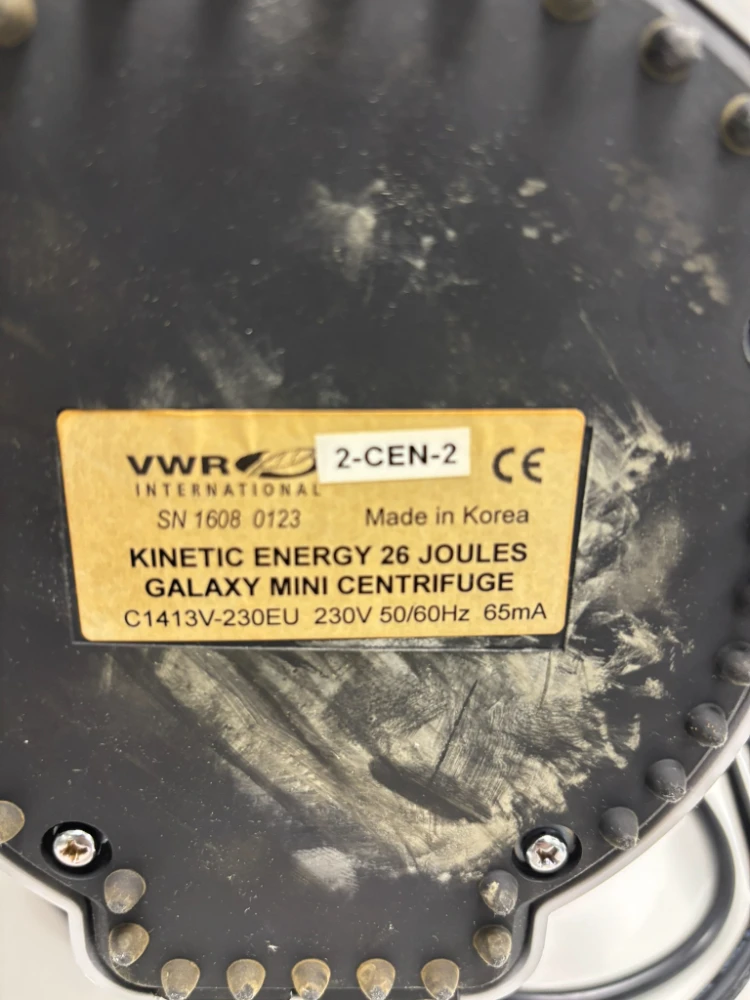 VWR 2-CEN-2 CE
INTERNATIONAL
SN 1608 0123 Made in Korea
KINETIC ENERGY 26 JOULES
GALAXY MINI CENTRIFUGE
C1413V-230EU 230V 50/60Hz 65mA